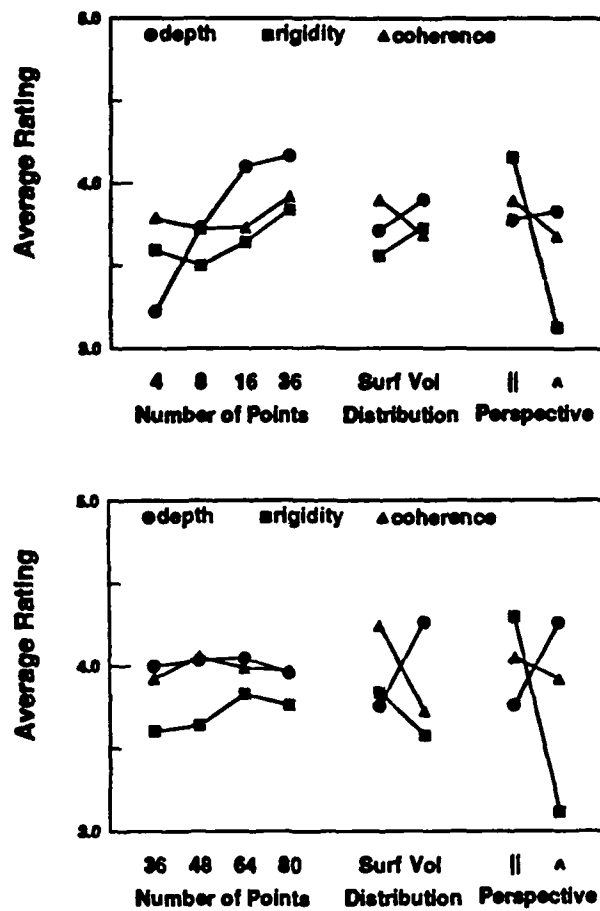 5.0
●depth ■rigidity ▲coherence
Average Rating
4.0
3.0
4 8 16 36 Surf Vol || ^
Number of Points Distribution Perspective
5.0
●depth ■rigidity ▲coherence
Average Rating
4.0
3.0
36 48 64 80 Surf Vol || ^
Number of Points Distribution Perspective